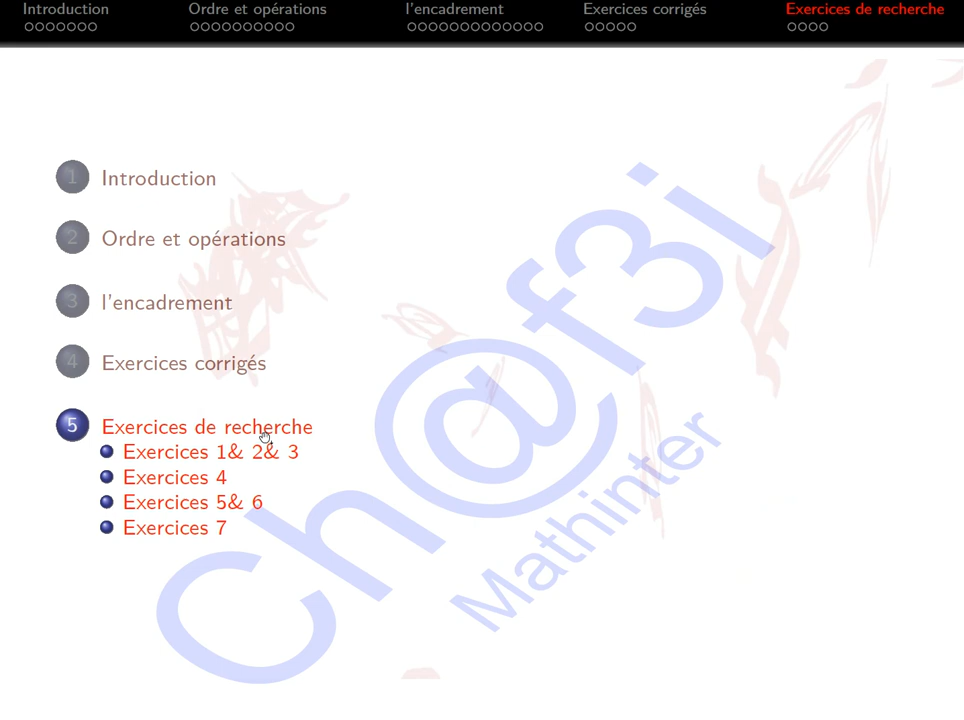 Introduction
Ordre et opérations
l'encadrement
Exercices corrigés
Exercices de recherche
1 Introduction
2 Ordre et opérations
3 l'encadrement
4 Exercices corrigés
5 Exercices de recherche
Exercices 1& 2& 3
Exercices 4
Exercices 5& 6
Exercices 7
Ch@f3i
Mathinter